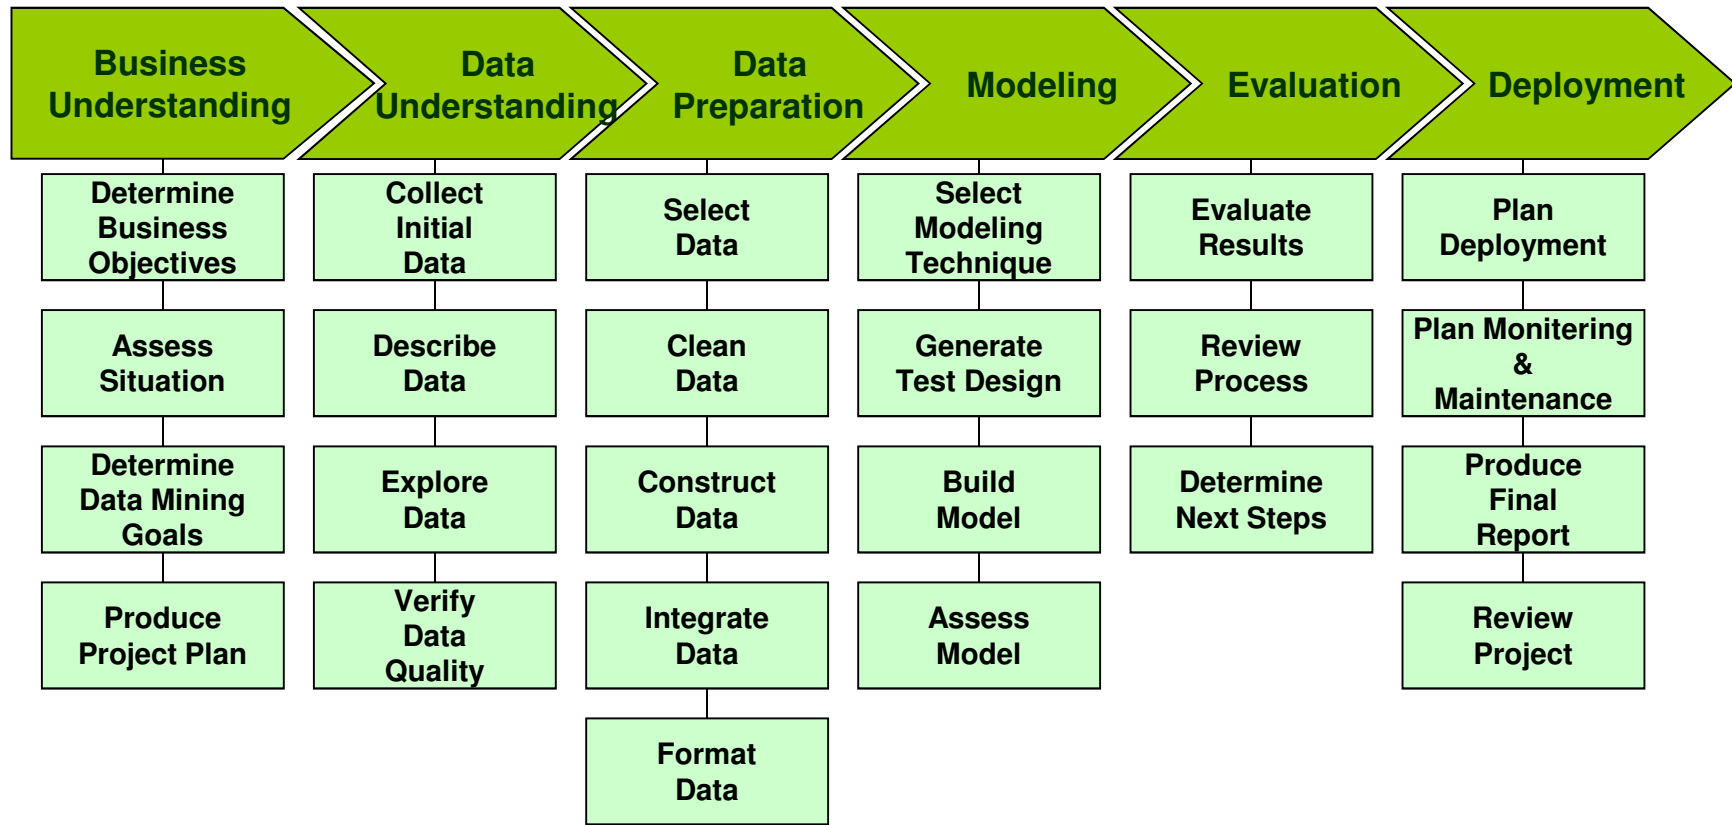 Business
Understanding
Data
Understanding
Data
Preparation
Modeling
Evaluation
Deployment
Determine
Business
Objectives
Assess
Situation
Determine
Data Mining
Goals
Produce
Project Plan
Collect
Initial
Data
Describe
Data
Explore
Data
Verify
Data
Quality
Select
Data
Clean
Data
Construct
Data
Integrate
Data
Format
Data
Select
Modeling
Technique
Generate
Test Design
Build
Model
Assess
Model
Evaluate
Results
Review
Process
Determine
Next Steps
Plan
Deployment
Plan Monitering
&
Maintenance
Produce
Final
Report
Review
Project